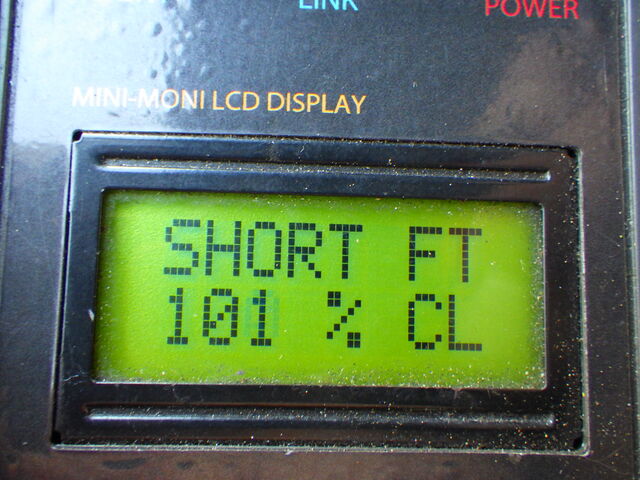 LINK
POWER
MINI-MONI LCD DISPLAY
SHORT FT
101 % CL